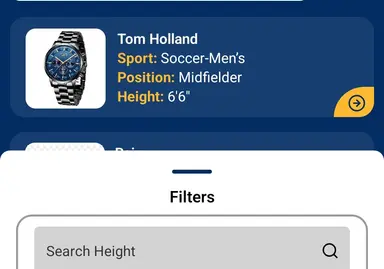 Tom Holland
Sport: Soccer-Men's
Position: Midfielder
Height: 6'6"
Filters
Search Height